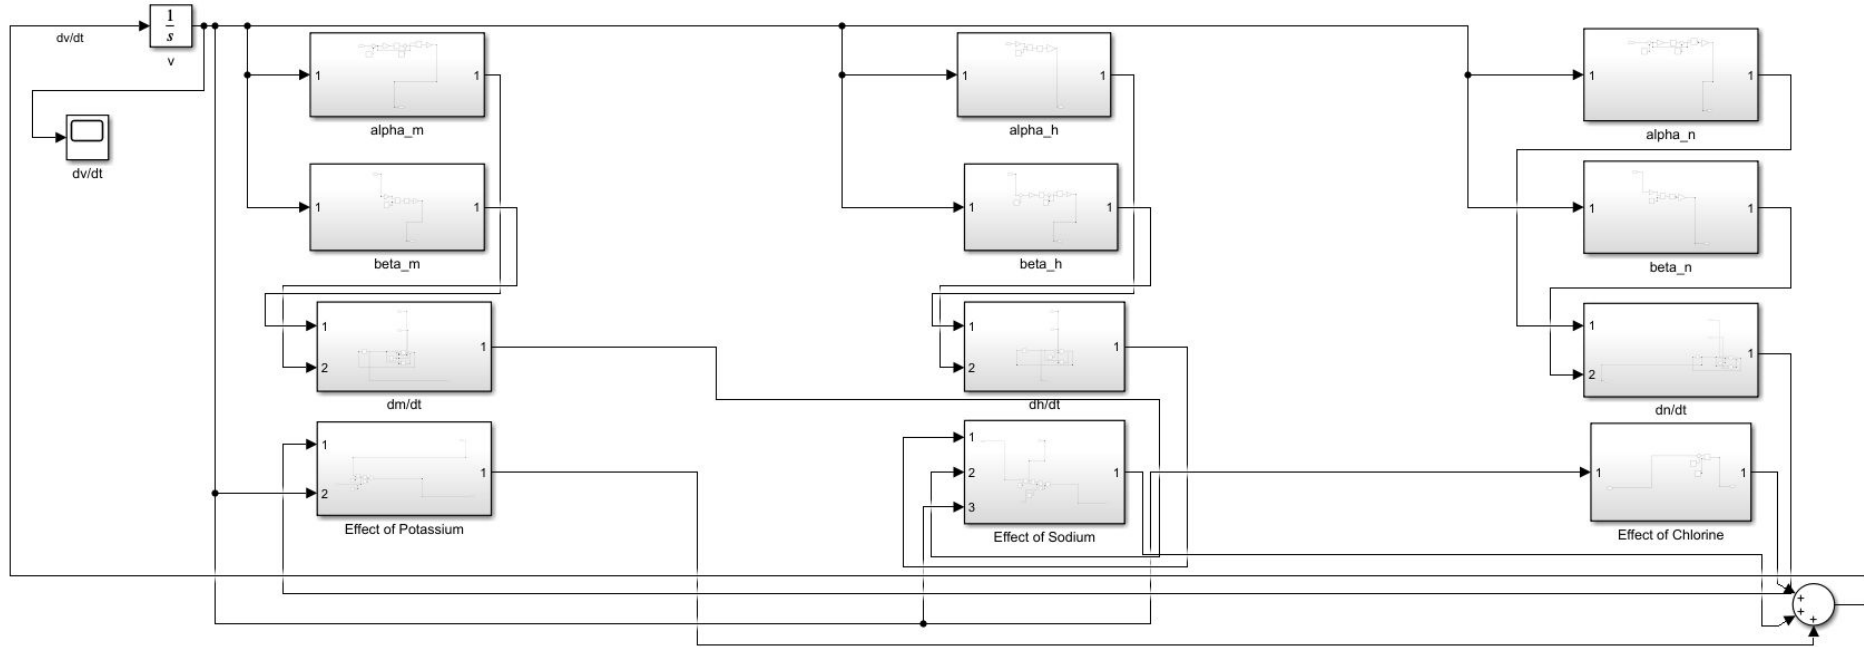 dv/dt
1
s
v
dv/dt
1 1
alpha_m
1 1
alpha_h
1 1
alpha_n
1 1
beta_m
1 1
beta_h
1 1
beta_n
1
2
1
dm/dt
1
2
1
dh/dt
1
2
1
dn/dt
1
2
1
Effect of Potassium
1
2
3
1
Effect of Sodium
1 1
Effect of Chlorine
+
+
+